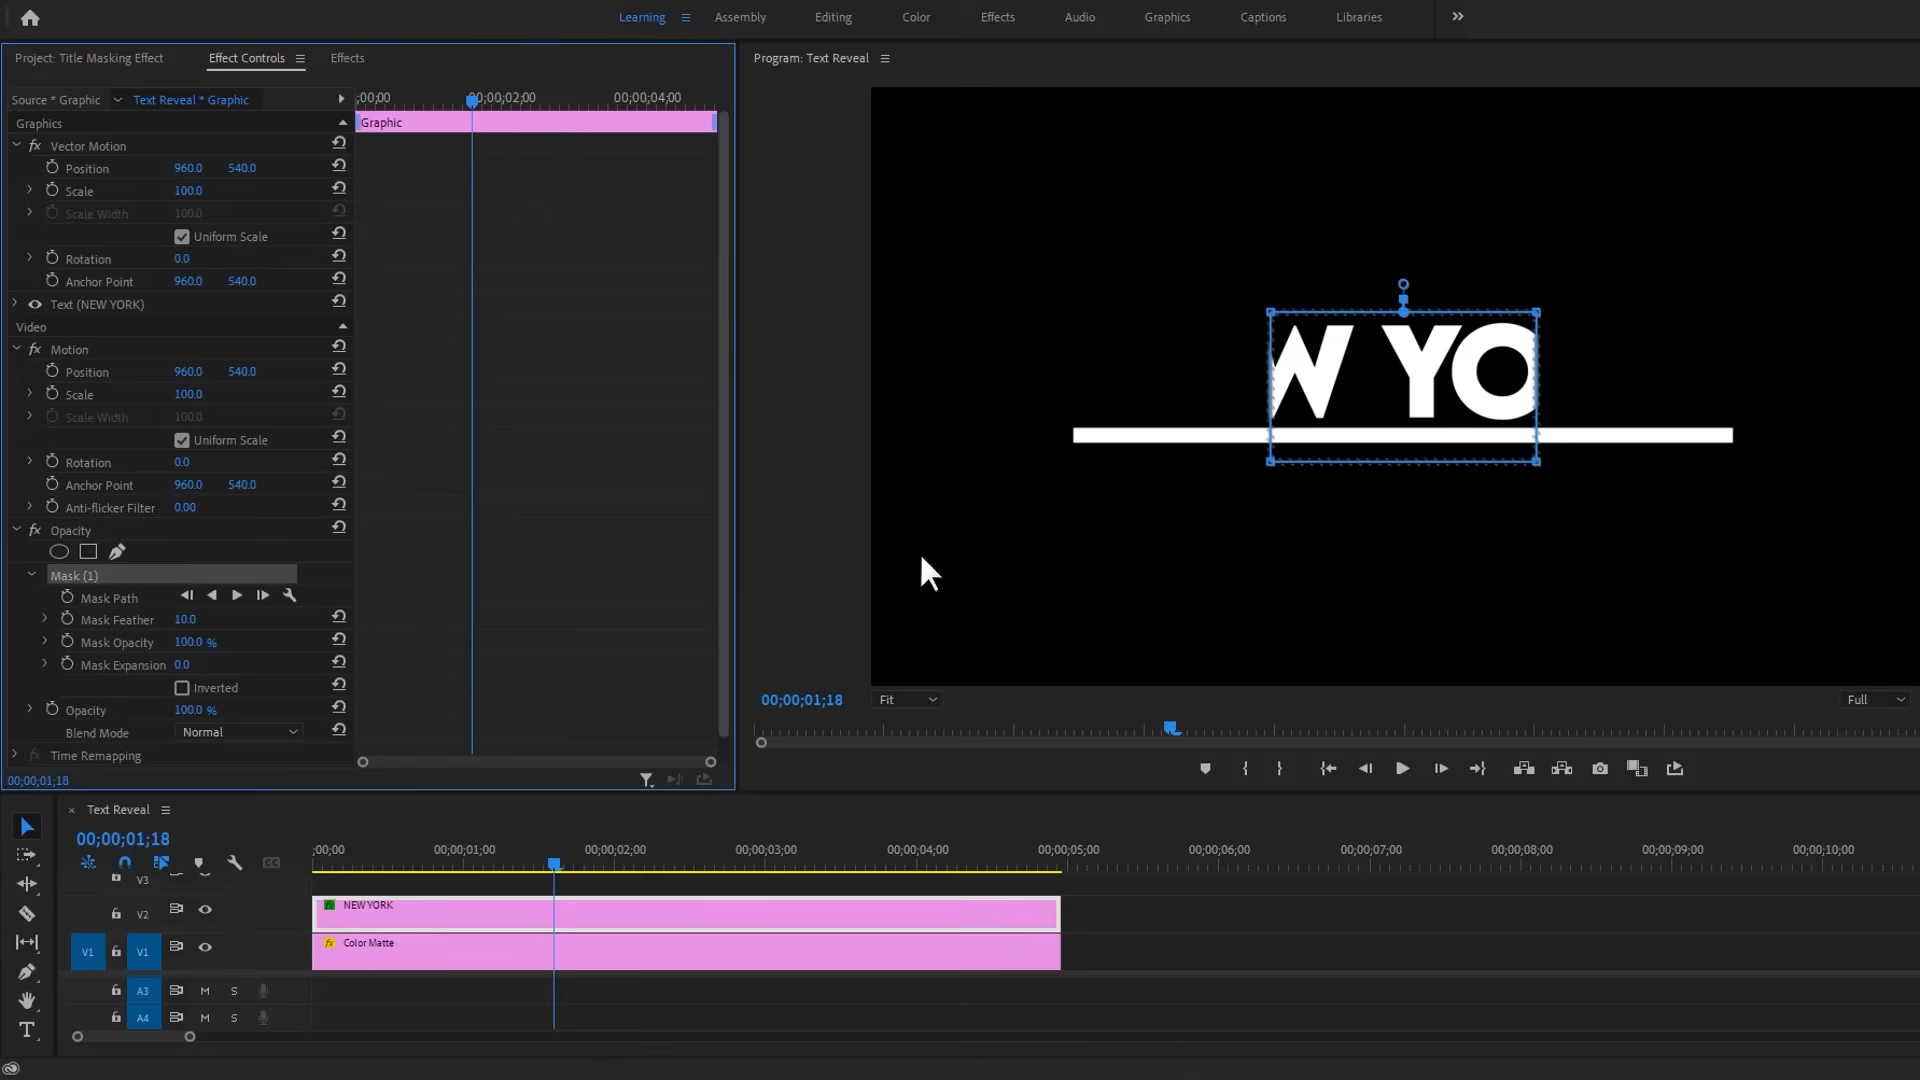 Learning Assembly Editing Color Effects Audio Graphics Captions Libraries
Project: Title Masking Effect Effect Controls Effects
Program: Text Reveal
Source * Graphic Text Reveal * Graphic
;00;00 00;00;02;00 00;00;04;00
Graphics
Graphic
Vector Motion
Position 960.0 540.0
Scale 100.0
Scale Width 100.0
Uniform Scale
Rotation 0.0
Anchor Point 960.0 540.0
Text (NEW YORK)
Video
Motion
Position 960.0 540.0
Scale 100.0
Scale Width 100.0
Uniform Scale
Rotation 0.0
Anchor Point 960.0 540.0
Anti-flicker Filter 0.00
fx Opacity
Mask (1)
Mask Path
Mask Feather 10.0
Mask Opacity 100.0 %
Mask Expansion 0.0
Inverted
Opacity 100.0 %
Blend Mode Normal
Time Remapping
00;00;01;18
W YO
00;00;01;18 Fit Full
Text Reveal
00;00;01;18
;00;00 00;00;01;00 00;00;02;00 00;00;03;00 00;00;04;00 00;00;05;00 00;00;06;00 00;00;07;00 00;00;08;00 00;00;09;00 00;00;10;00
CC
V3
V2 fx NEW YORK
V1 V1 fx Color Matte
A3 M S
A4 M S